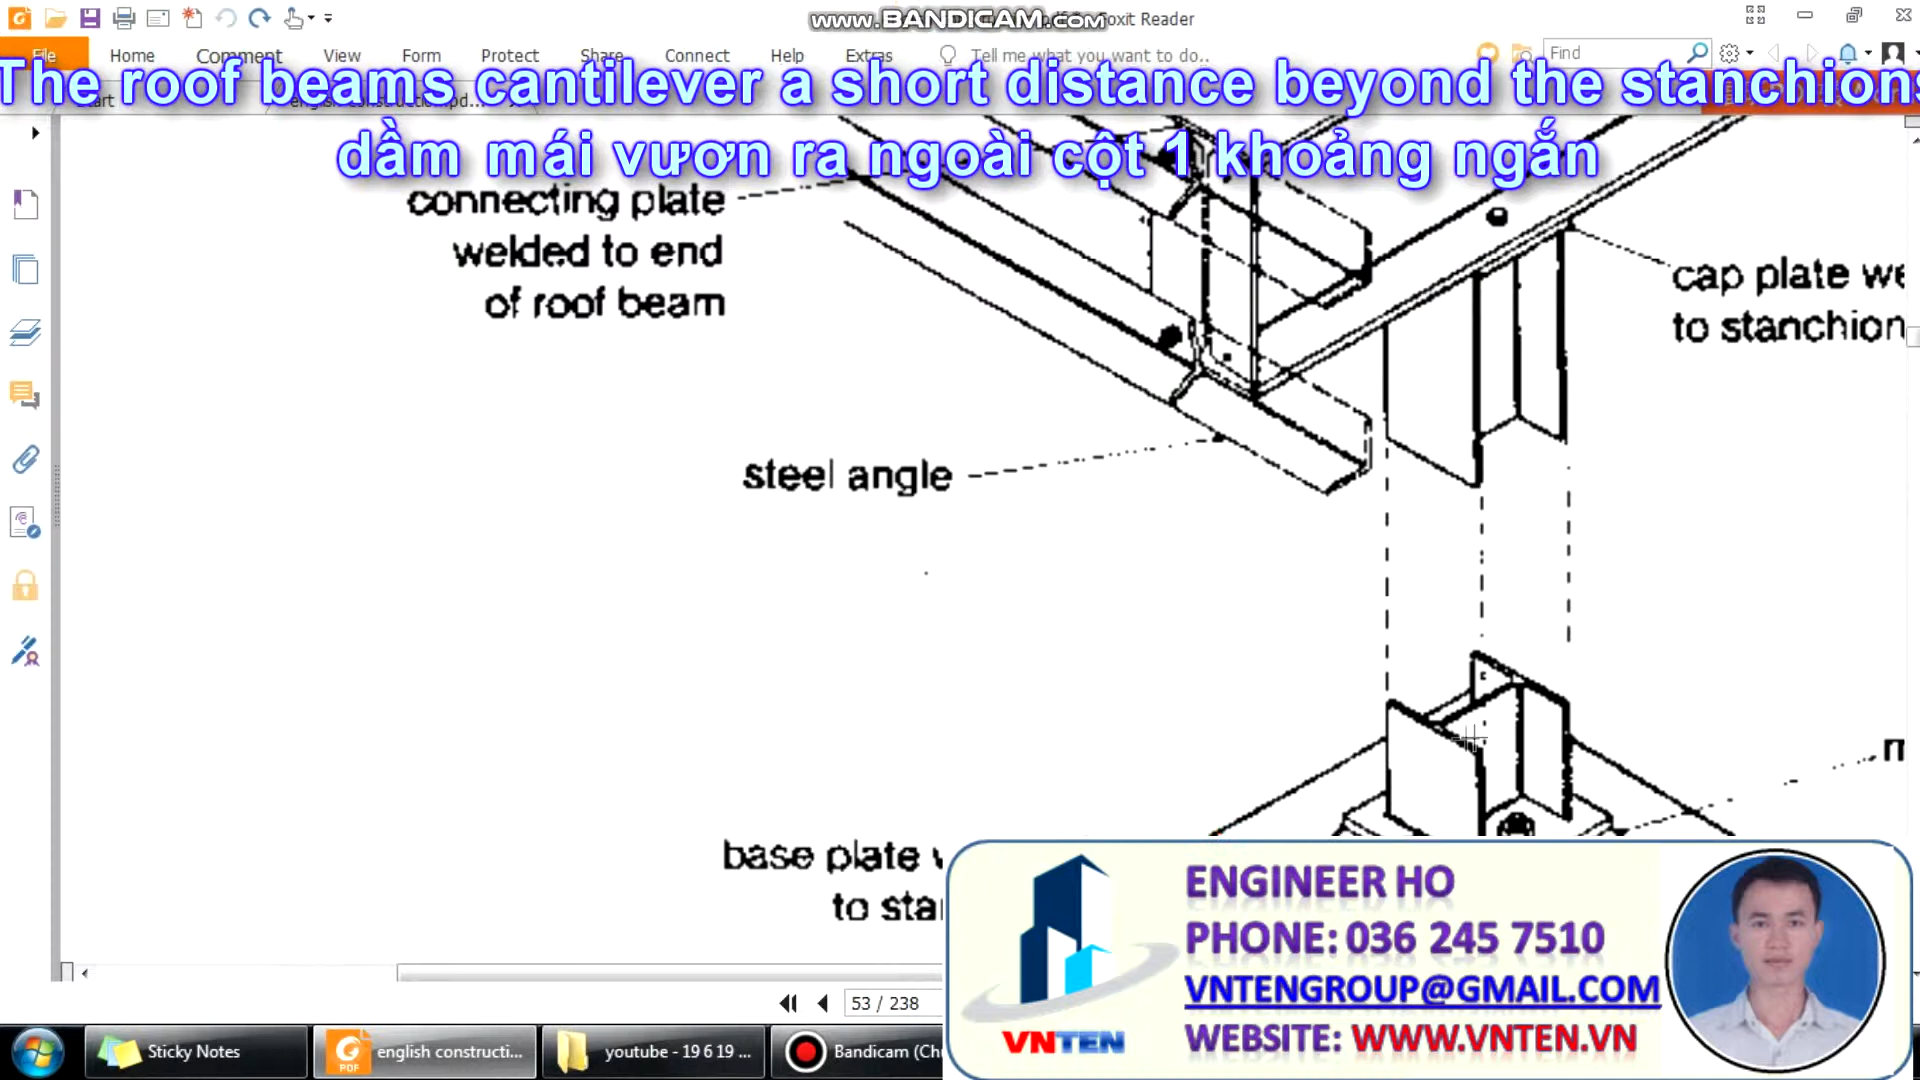 www.BANDICAM.com
Foxit Reader
File Home Comment View Form Protect Share Connect Help Extras Tell me what you want to do.. Find
The roof beams cantilever a short distance beyond the stanchions
dầm mái vươn ra ngoài cột 1 khoảng ngắn
connecting plate
welded to end
of roof beam
cap plate we
to stanchion
steel angle
base plate
to sta
ENGINEER HO
PHONE: 036 245 7510
VNTENGROUP@GMAIL.COM
WEBSITE: WWW.VNTEN.VN
VNTEN
53 / 238
Sticky Notes
PDF
english constructi...
youtube - 19 6 19 ...
Bandicam